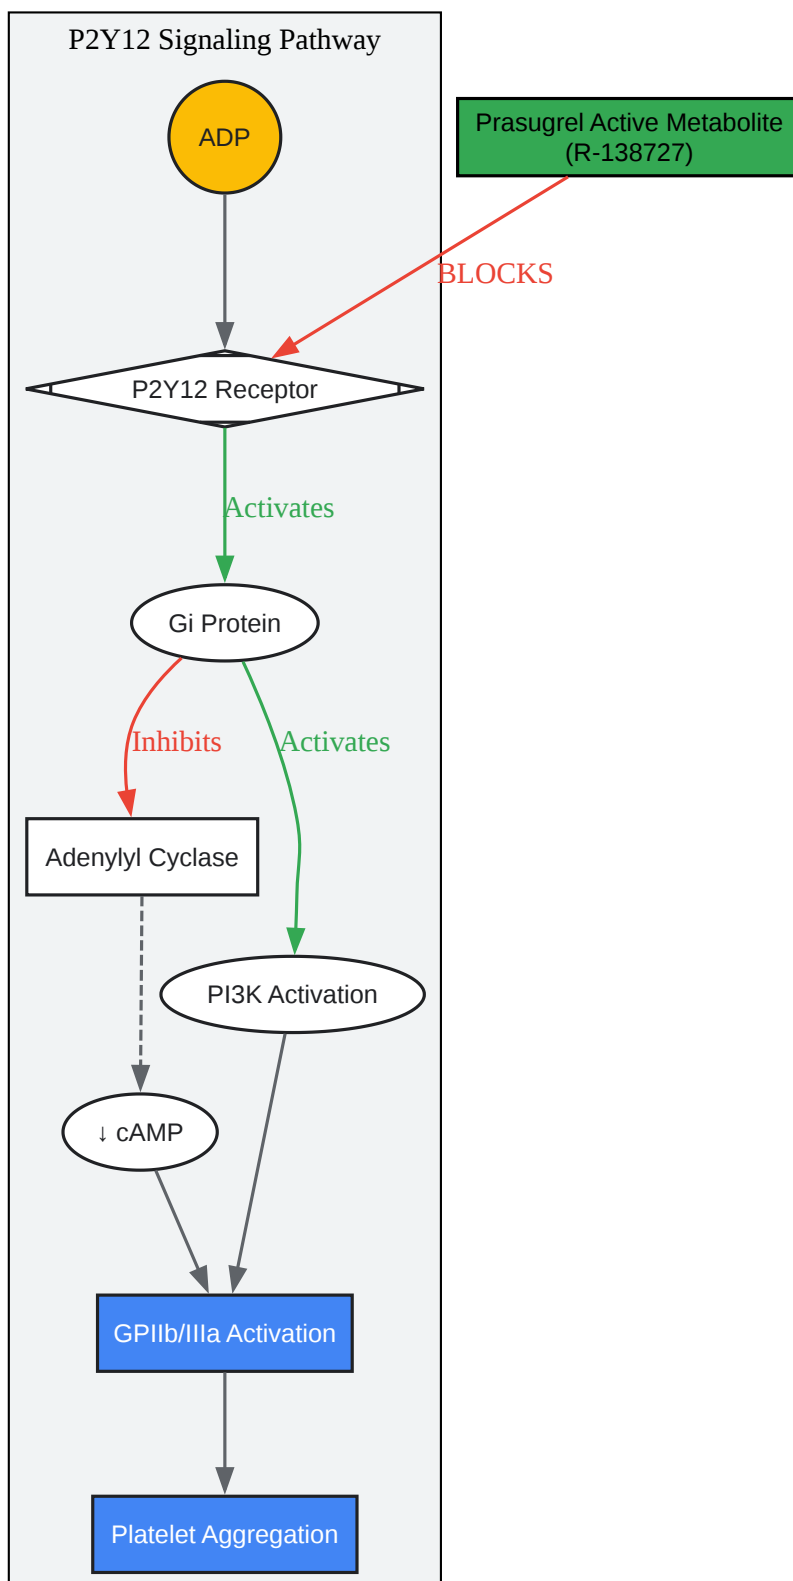 P2Y12 Signaling Pathway
ADP
Prasugrel Active Metabolite
(R-138727)
BLOCKS
P2Y12 Receptor
Activates
Gi Protein
Inhibits
Activates
Adenylyl Cyclase
PI3K Activation
↓ cAMP
GPIIb/IIIa Activation
Platelet Aggregation